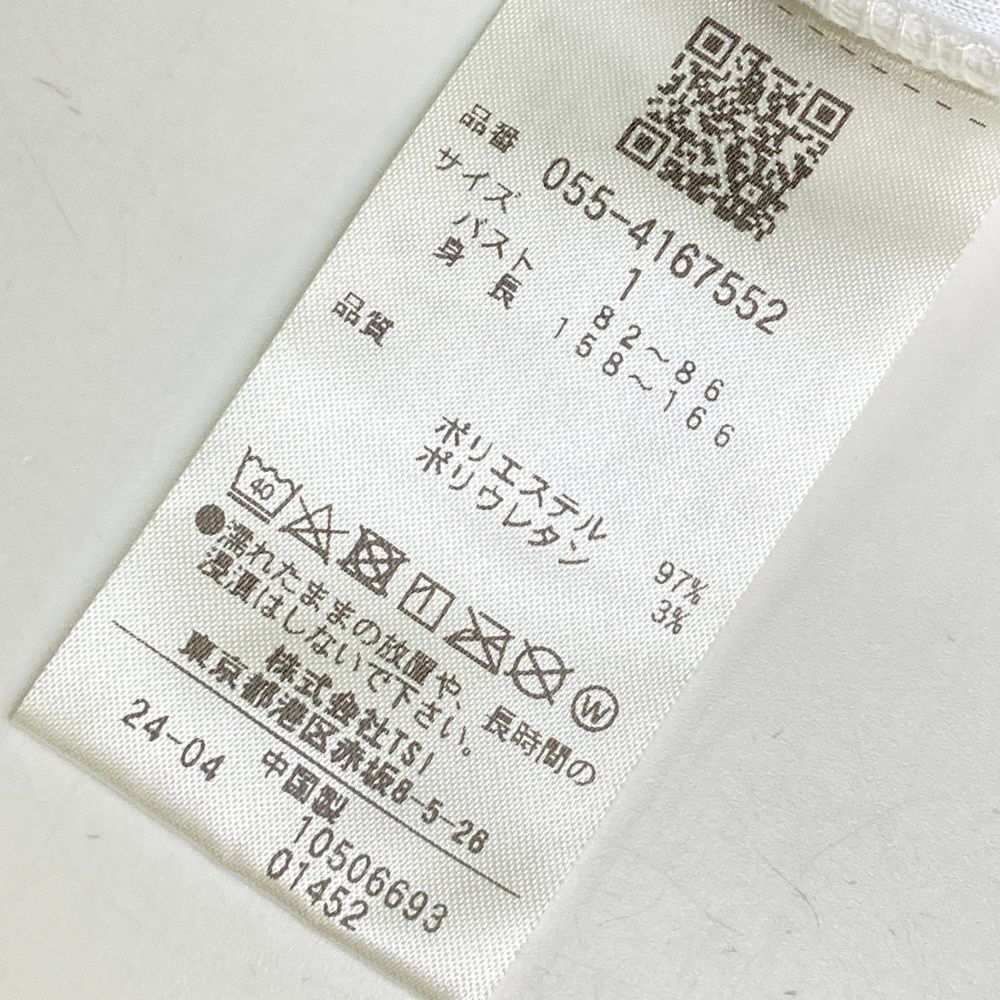 品番 055-4167552
サイズ 1
バスト 82～86
身長 158～166
品質
ポリエステル 97%
ポリウレタン 3%
40
W
●濡れたままの放置や、長時間の
浸漬はしないで下さい。
株式会社TSI
東京都港区赤坂8-5-26
24-04 中国製
10506693
01452